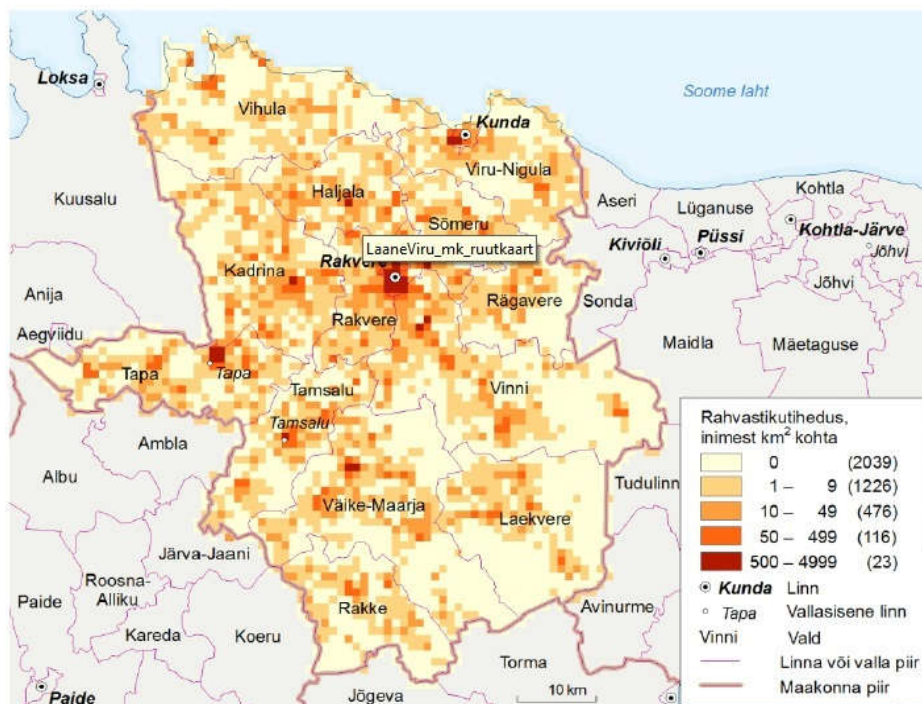 Loksa
Vihula
Soome laht
Kunda
Viru-Nigula
Kuusalu
Haljala
Aseri
Lüganuse
Kohtla
Sõmeru
Kohtla-Järve
LaaneViru_mk_ruutkaart
Kiviõli
Püssi
Jõhvi
Kadrina
Rakvere
Jõhvi
Anija
Rägavere
Sonda
Aegviidu
Rakvere
Maidla
Mäetaguse
Tapa
Tapa
Tamsalu
Vinni
Tamsalu
Ambla
Albu
Väike-Maarja
Laekvere
Tudulinn
Järva-Jaani
Roosna-
Alliku
Paide
Rakke
Avinurme
Kareda
Koeru
Torma
Paide
Jõgeva
10 km
Rahvastikutihedus,
inimest km² kohta
0 (2039)
1 – 9 (1226)
10 – 49 (476)
50 – 499 (116)
500 – 4999 (23)
Kunda Linn
Tapa Vallasisene linn
Vinni Vald
Linna või valla piir
Maakonna piir